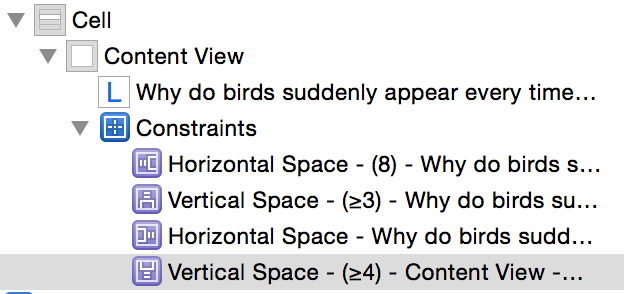 Cell
Content View
L Why do birds suddenly appear every time...
Constraints
Horizontal Space - (8) - Why do birds s...
Vertical Space - (≥3) - Why do birds su...
Horizontal Space - Why do birds sudd...
Vertical Space - (≥4) - Content View -...